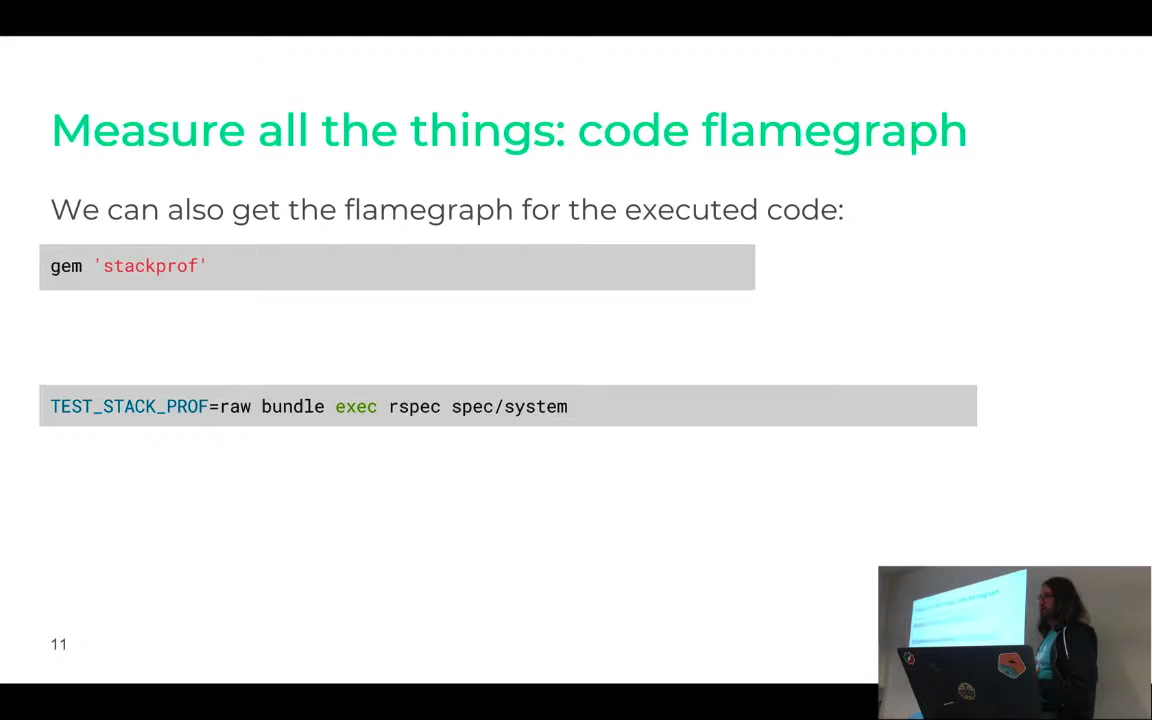 Measure all the things: code flamegraph
We can also get the flamegraph for the executed code:
gem 'stackprof'
TEST_STACK_PROF=raw bundle exec rspec spec/system
11